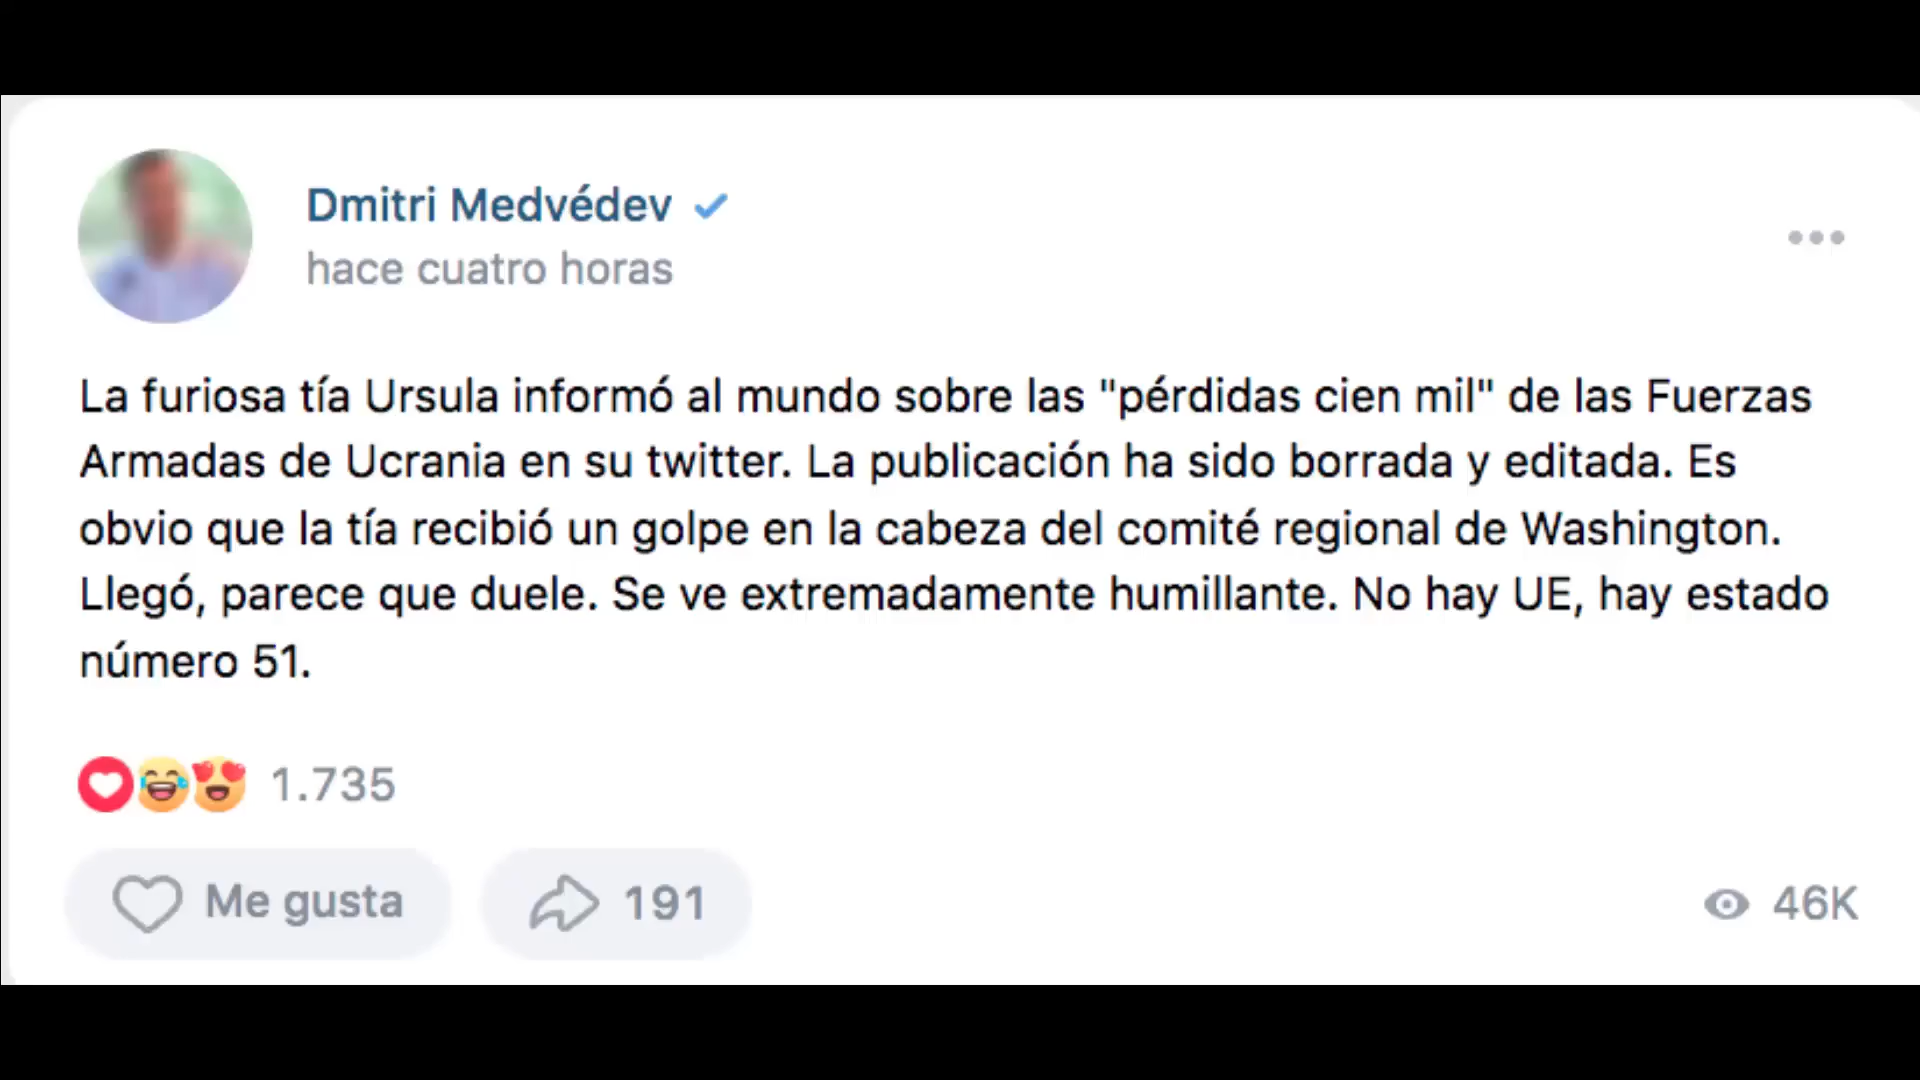 Dmitri Medvédev
hace cuatro horas
La furiosa tía Ursula informó al mundo sobre las "pérdidas cien mil" de las Fuerzas
Armadas de Ucrania en su twitter. La publicación ha sido borrada y editada. Es
obvio que la tía recibió un golpe en la cabeza del comité regional de Washington.
Llegó, parece que duele. Se ve extremadamente humillante. No hay UE, hay estado
número 51.
1.735
Me gusta
191
46K